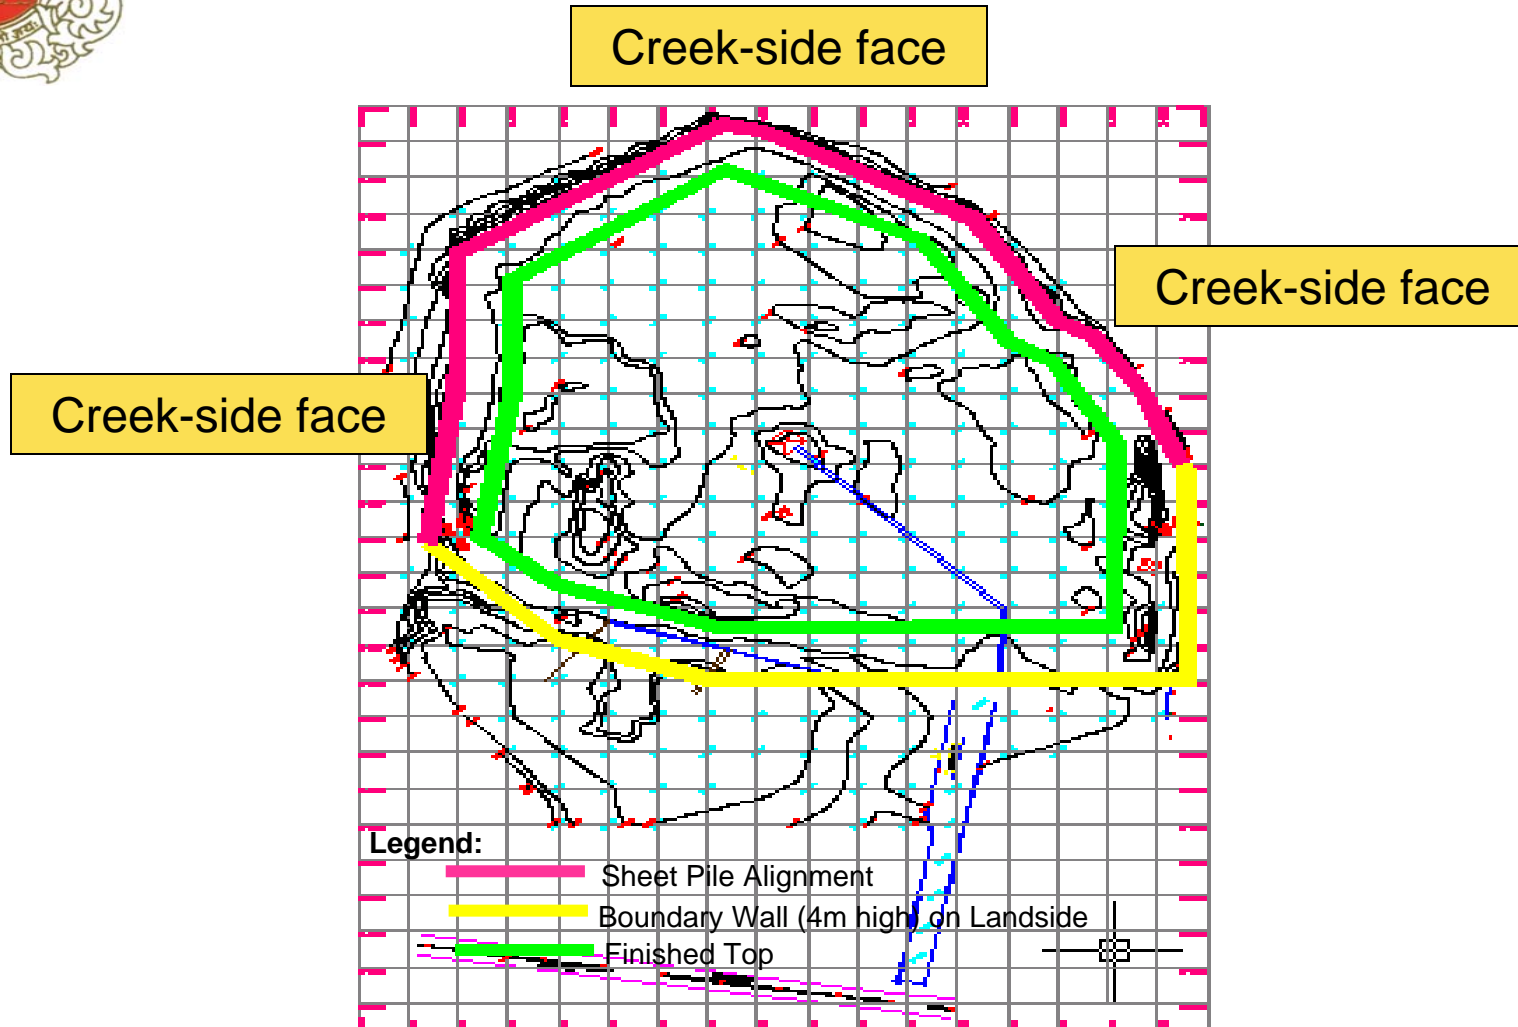 Creek-side face
Creek-side face
Creek-side face
Legend:
Sheet Pile Alignment
Boundary Wall (4m high) on Landside
Finished Top